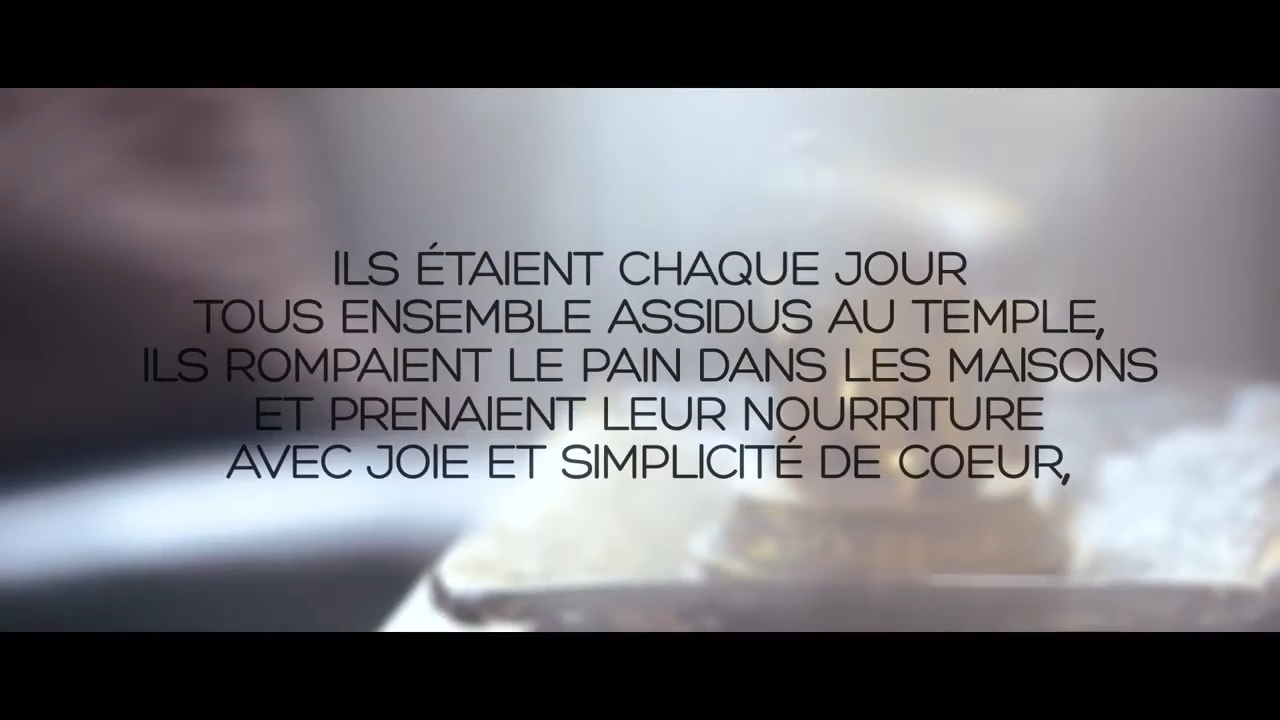 ILS ÉTAIENT CHAQUE JOUR
TOUS ENSEMBLE ASSIDUS AU TEMPLE,
ILS ROMPAIENT LE PAIN DANS LES MAISONS
ET PRENAIENT LEUR NOURRITURE
AVEC JOIE ET SIMPLICITÉ DE COEUR,